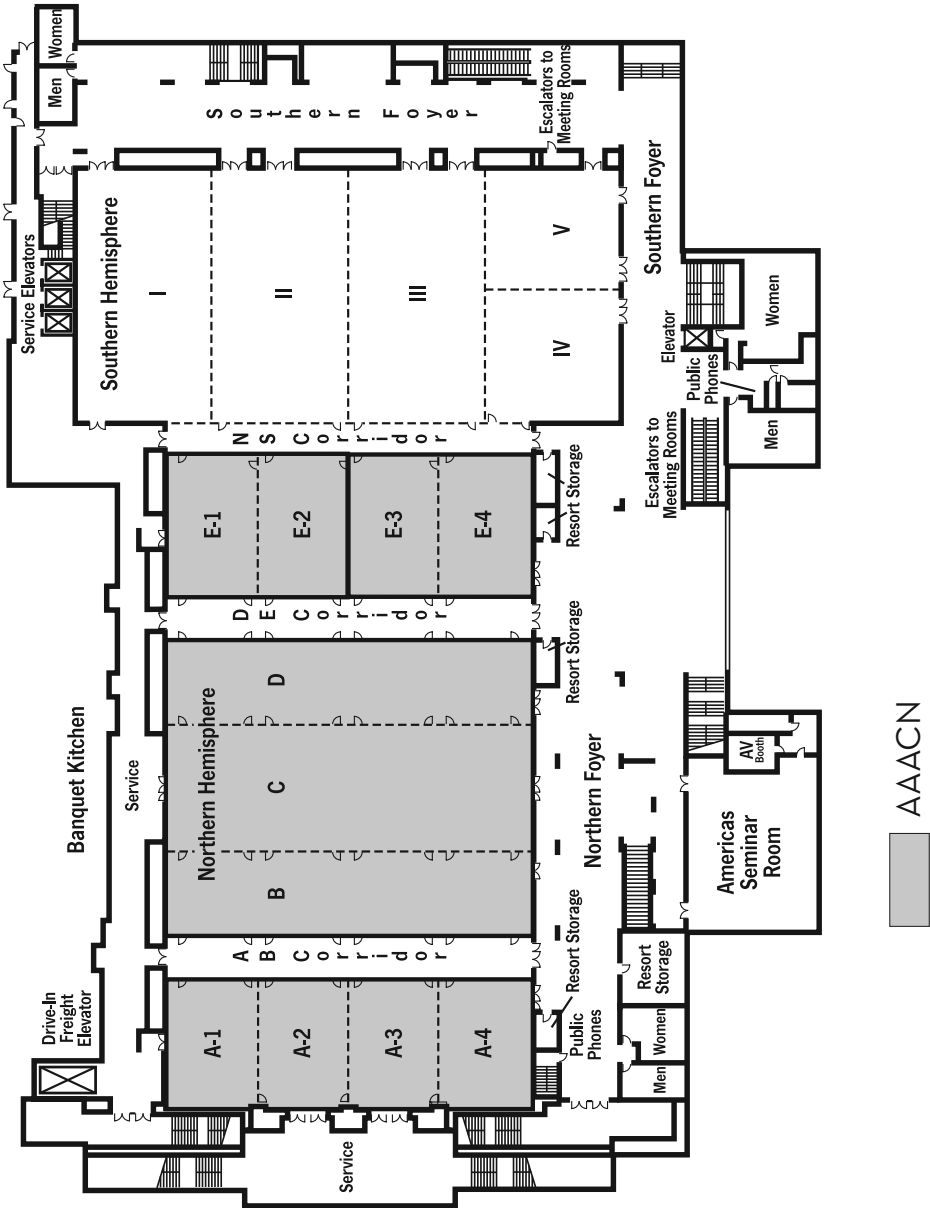 Women
Men
Southern Foyer
Escalators to
Meeting Rooms
Service Elevators
Southern Hemisphere
I
II
III
IV
V
Southern Foyer
Elevator
Public
Phones
Women
Men
Escalators to
Meeting Rooms
NS Corridor
E-1
E-2
E-3
E-4
Resort Storage
DE Corridor
Resort Storage
Banquet Kitchen
Service
Northern Hemisphere
D
C
B
Northern Foyer
AV
Booth
Americas
Seminar
Room
AB Corridor
Resort Storage
Drive-In
Freight
Elevator
A-1
A-2
A-3
A-4
Public
Phones
Resort
Storage
Women
Men
Service
AAACN